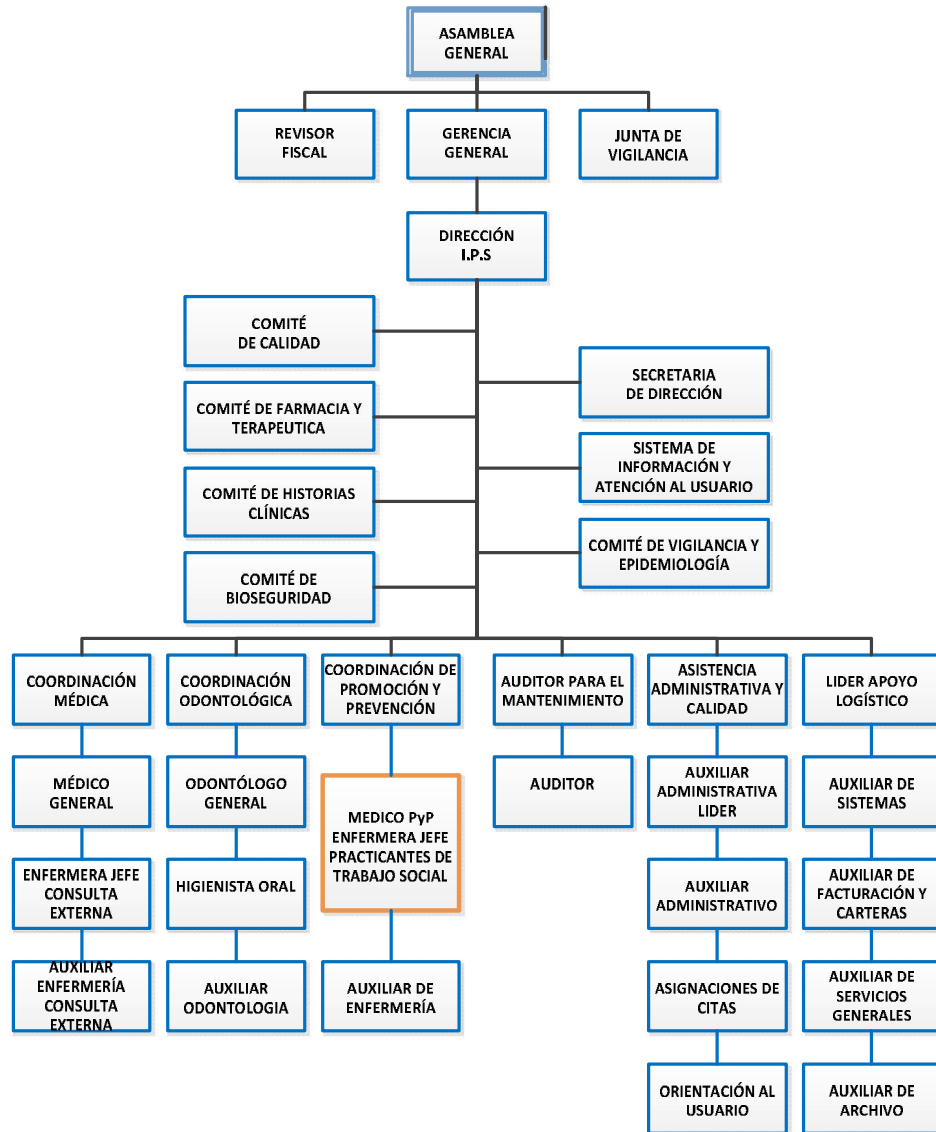 ASAMBLEA
GENERAL
REVISOR
FISCAL
GERENCIA
GENERAL
JUNTA DE
VIGILANCIA
DIRECCIÓN
I.P.S
COMITÉ
DE CALIDAD
SECRETARIA
DE DIRECCIÓN
COMITÉ DE FARMACIA Y
TERAPEUTICA
SISTEMA DE
INFORMACIÓN Y
ATENCIÓN AL USUARIO
COMITÉ DE HISTORIAS
CLÍNICAS
COMITÉ DE VIGILANCIA Y
EPIDEMIOLOGÍA
COMITÉ DE
BIOSEGURIDAD
COORDINACIÓN
MÉDICA
COORDINACIÓN
ODONTOLÓGICA
COORDINACIÓN DE
PROMOCIÓN Y
PREVENCIÓN
AUDITOR PARA EL
MANTENIMIENTO
ASISTENCIA
ADMINISTRATIVA Y
CALIDAD
LIDER APOYO
LOGÍSTICO
MÉDICO
GENERAL
ODONTÓLOGO
GENERAL
MEDICO PyP
ENFERMERA JEFE
PRACTICANTES DE
TRABAJO SOCIAL
AUDITOR
AUXILIAR
ADMINISTRATIVA
LIDER
AUXILIAR DE
SISTEMAS
ENFERMERA JEFE
CONSULTA
EXTERNA
HIGIENISTA ORAL
AUXILIAR
ADMINISTRATIVO
AUXILIAR DE
FACTURACIÓN Y
CARTERAS
AUXILIAR
ENFERMERÍA
CONSULTA
EXTERNA
AUXILIAR
ODONTOLOGIA
AUXILIAR DE
ENFERMERÍA
ASIGNACIONES DE
CITAS
AUXILIAR DE
SERVICIOS
GENERALES
ORIENTACIÓN AL
USUARIO
AUXILIAR DE
ARCHIVO